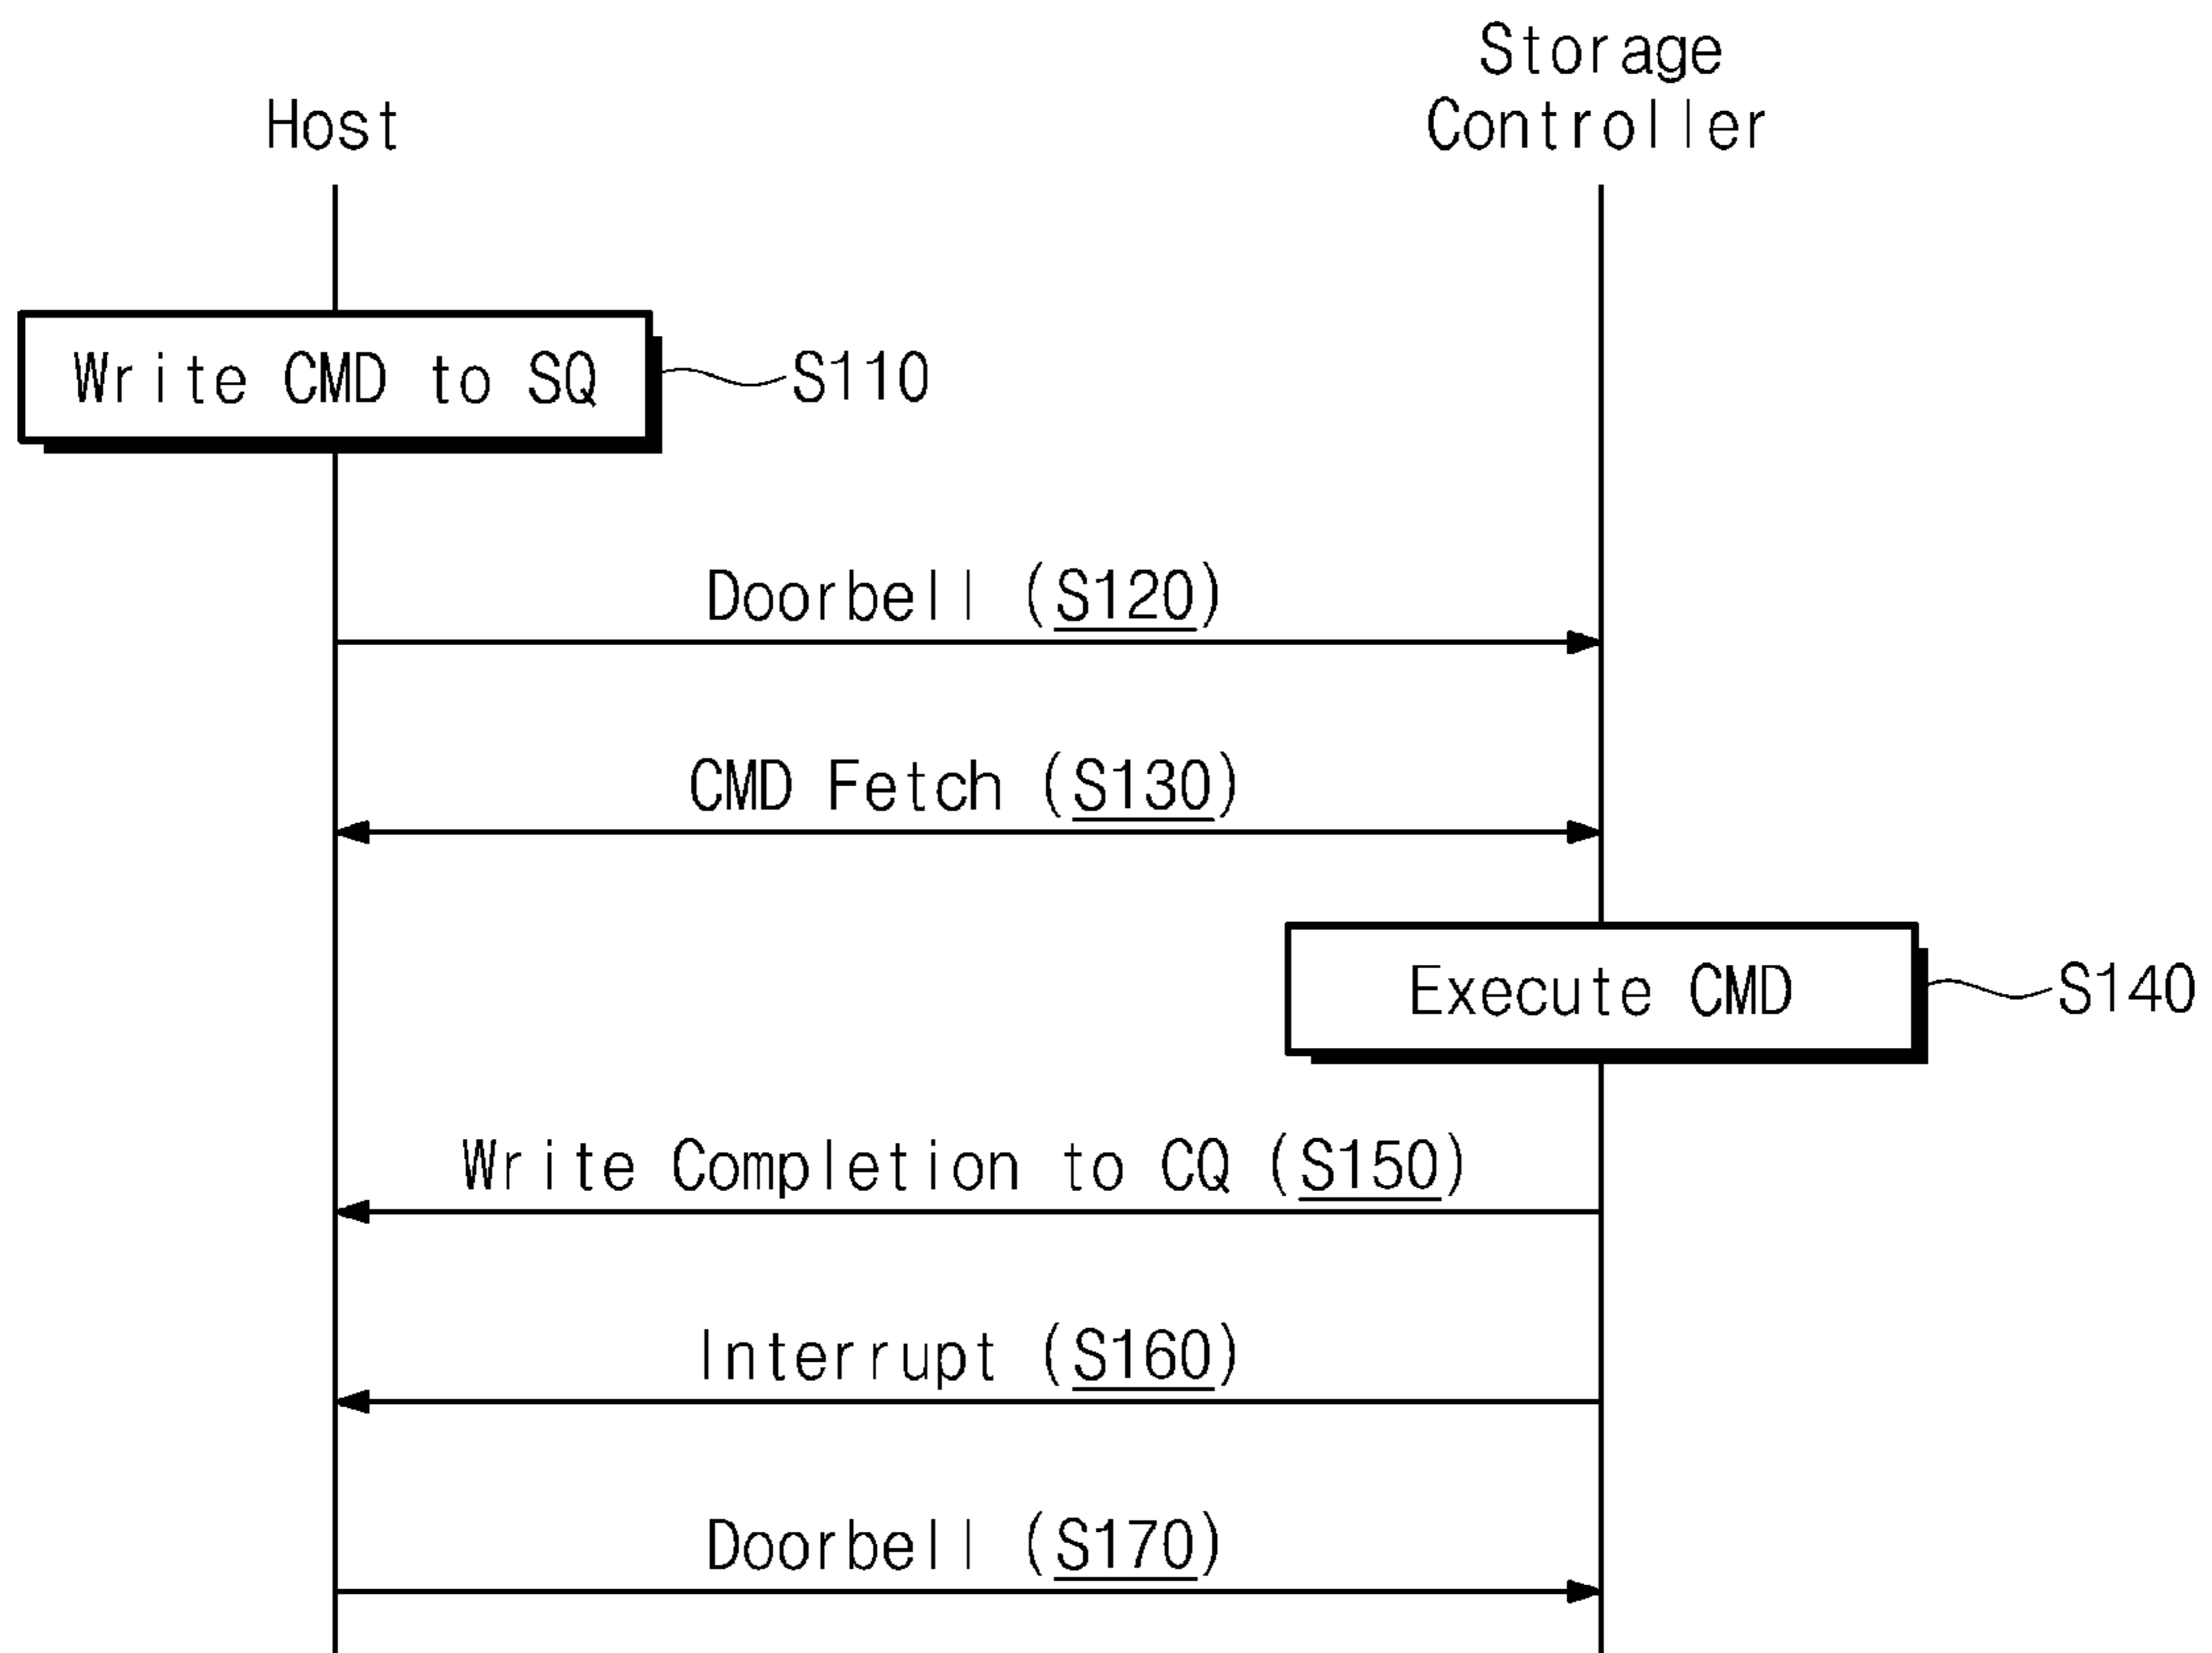 Host
Storage
Controller
Write CMD to SQ
S110
Doorbell (S120)
CMD Fetch (S130)
Execute CMD
S140
Write Completion to CQ (S150)
Interrupt (S160)
Doorbell (S170)